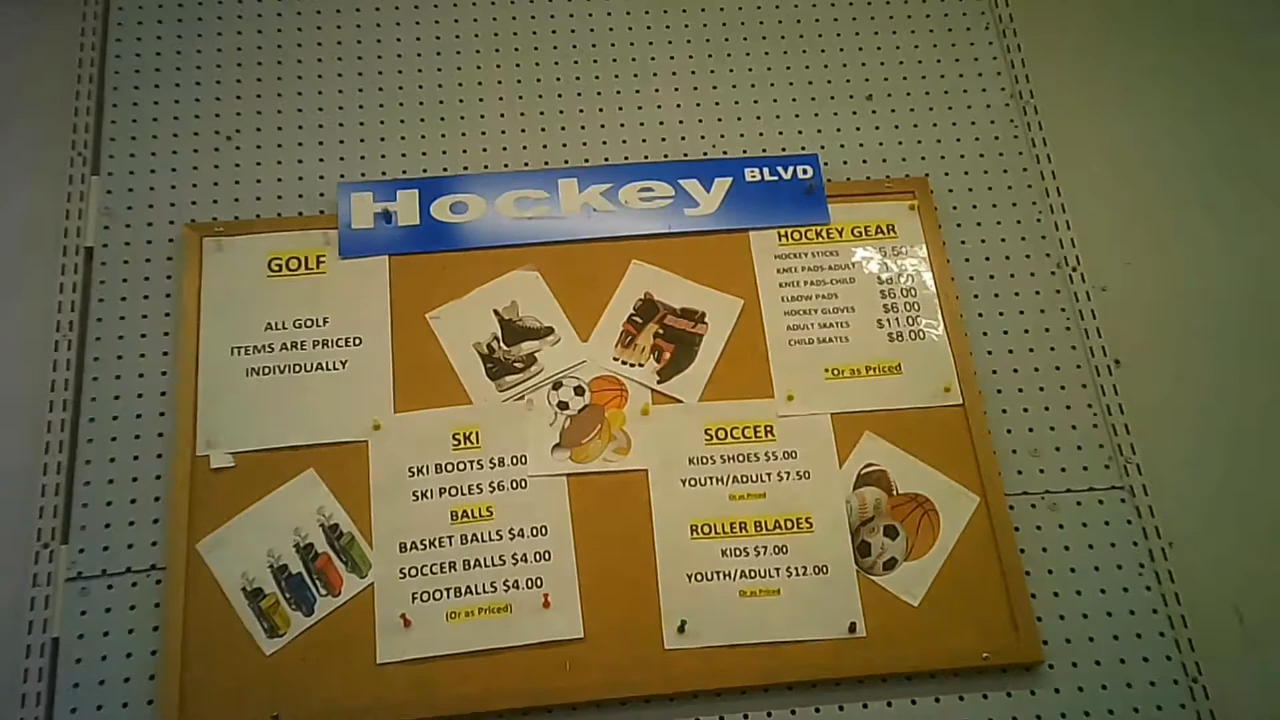 Hockey BLVD
GOLF
ALL GOLF
ITEMS ARE PRICED
INDIVIDUALLY
HOCKEY GEAR
HOCKEY STICKS
KNEE PADS-ADULT
KNEE PADS-CHILD $6.00
ELBOW PADS $6.00
HOCKEY GLOVES $6.00
ADULT SKATES $11.00
CHILD SKATES $8.00
*Or as Priced
SKI
SKI BOOTS $8.00
SKI POLES $6.00
BALLS
BASKET BALLS $4.00
SOCCER BALLS $4.00
FOOTBALLS $4.00
(Or as Priced)
SOCCER
KIDS SHOES $5.00
YOUTH/ADULT $7.50
Or as Priced
ROLLER BLADES
KIDS $7.00
YOUTH/ADULT $12.00
Or as Priced